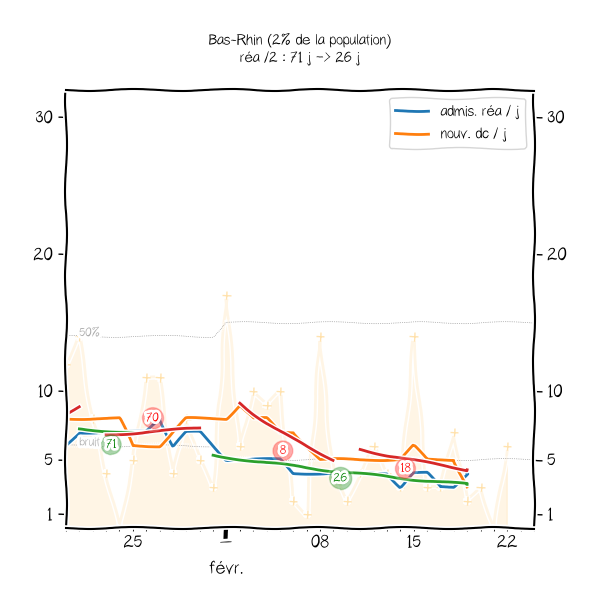 Bas-Rhin (2% de la population)
réa /2 : 71 j -> 26 j
admis. réa / j
nouv. dc / j
30 30
20 20
50%
10 10
70
bruit
71
8
18
26
5 5
1 1
25 1 08 15 22
févr.